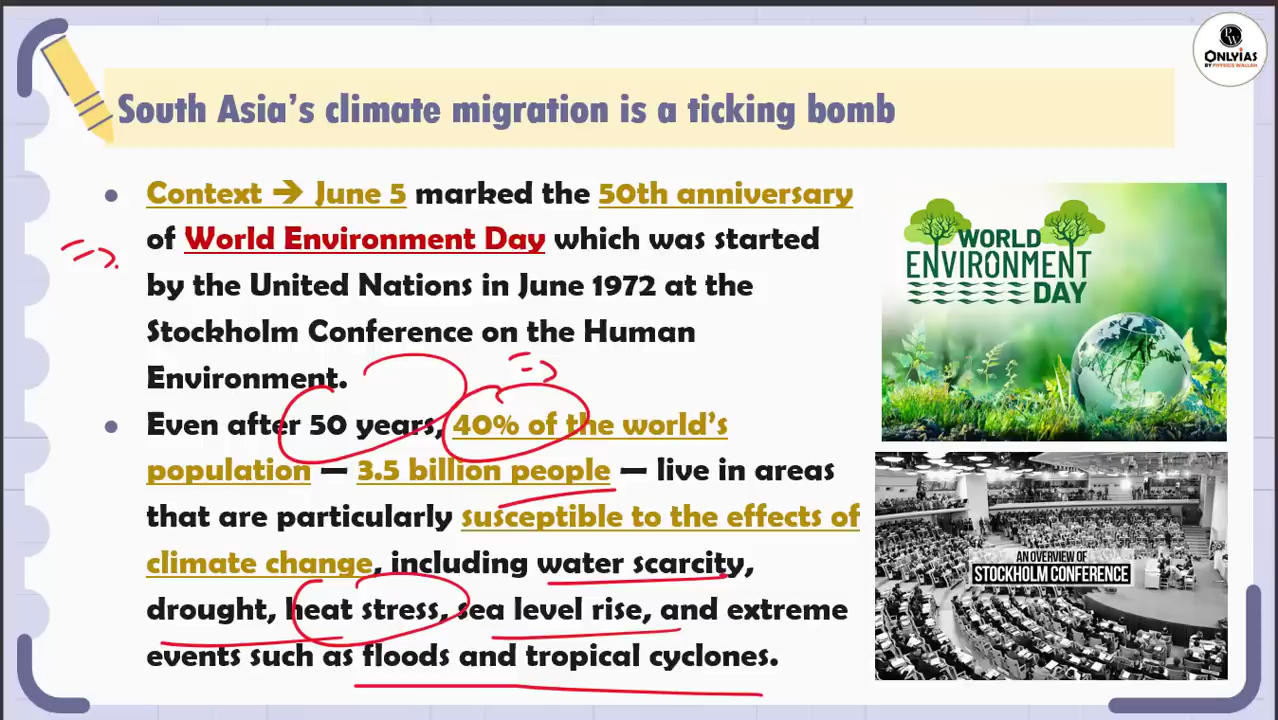 PW
ONLYIAS
BY PHYSICS WALLAH
South Asia's climate migration is a ticking bomb
• Context → June 5 marked the 50th anniversary
of World Environment Day which was started
by the United Nations in June 1972 at the
Stockholm Conference on the Human
Environment.
• Even after 50 years, 40% of the world's
population — 3.5 billion people — live in areas
that are particularly susceptible to the effects of
climate change, including water scarcity,
drought, heat stress, sea level rise, and extreme
events such as floods and tropical cyclones.
WORLD
ENVIRONMENT
DAY
AN OVERVIEW OF
STOCKHOLM CONFERENCE